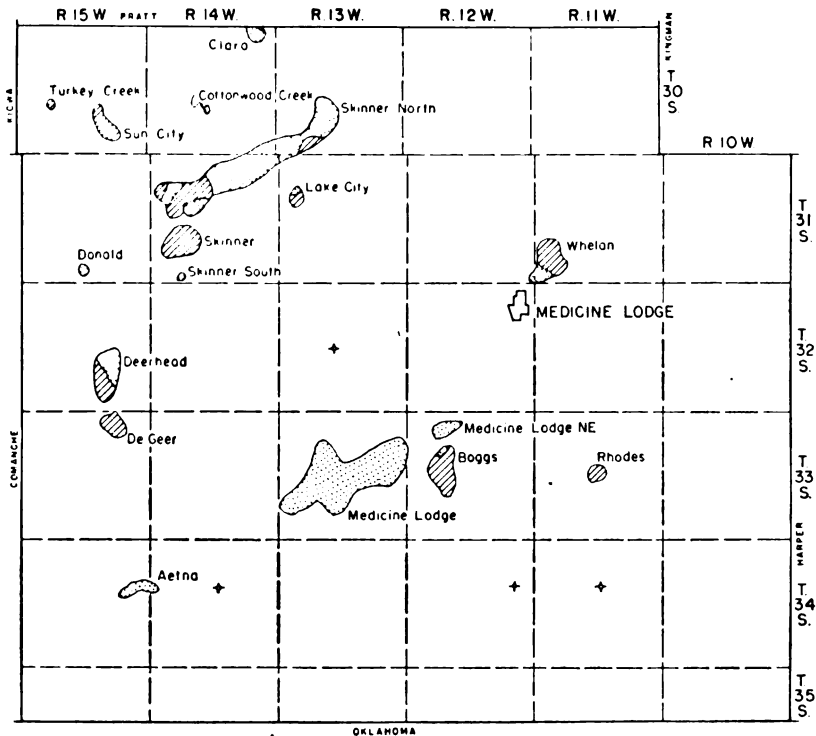 R 15 W
PRATT
R 14 W.
R. 13 W.
R. 12 W.
R. 11 W.
KINGMAN
Clara
KIOWA
Turkey Creek
Cottonwood Creek
Skinner North
T
30
S.
Sun City
R 10 W
Lake City
T
31
S.
Skinner
Whelan
Donald
Skinner South
MEDICINE LODGE
T
32
S.
Deerhead
COMANCHE
De Geer
Medicine Lodge NE
Boggs
Rhodes
T
33
S.
Medicine Lodge
HARPER
Aetna
T.
34
S
T
35
S.
OKLAHOMA